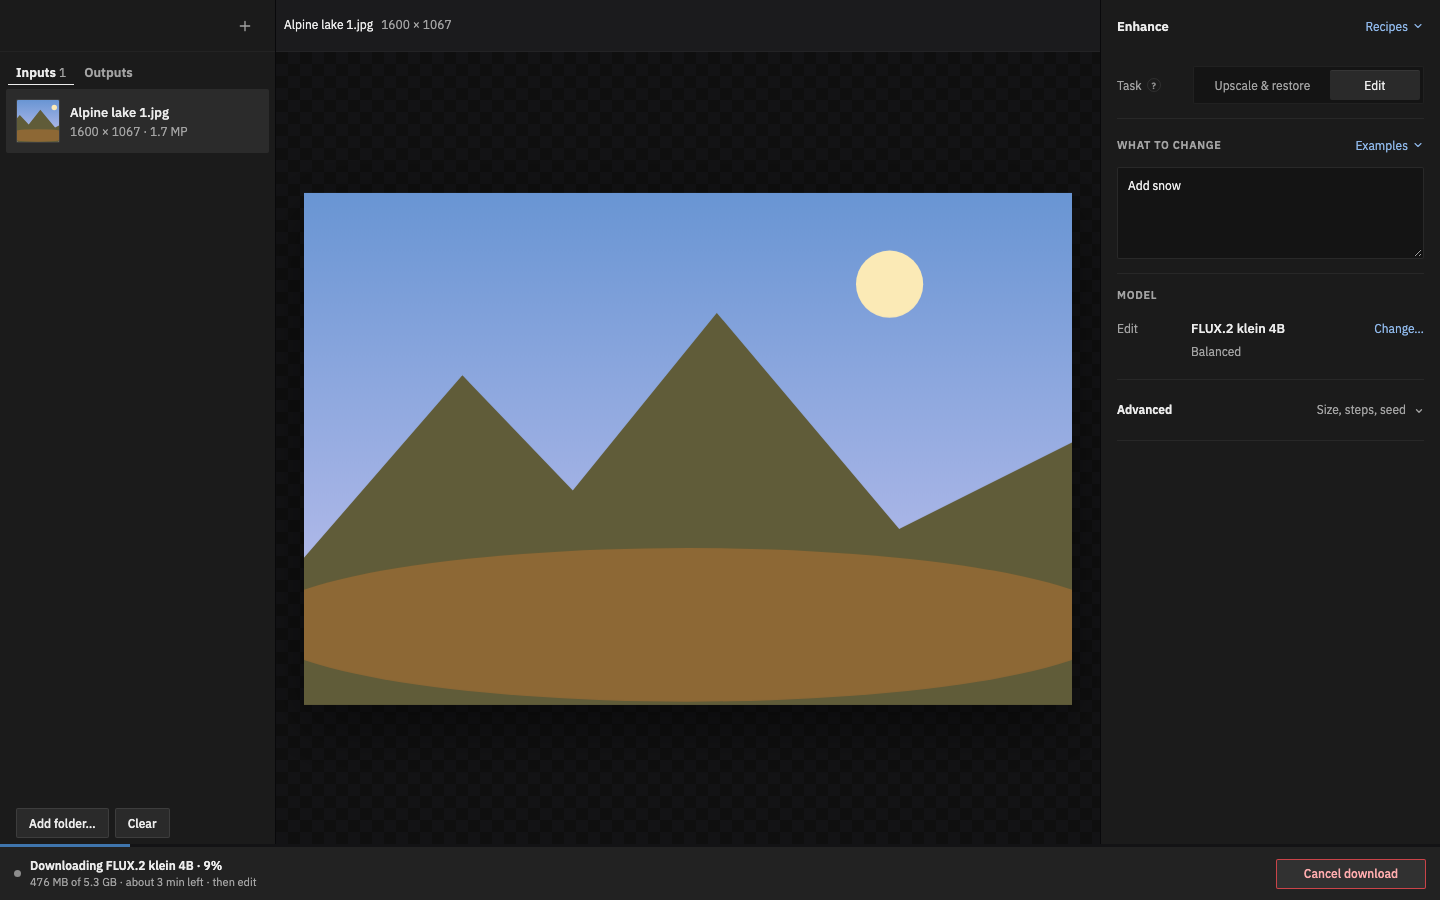 Alpine lake 1.jpg 1600 × 1067
Enhance
Recipes
Inputs 1
Outputs
Alpine lake 1.jpg
1600 × 1067 · 1.7 MP
Task ?
Upscale & restore
Edit
WHAT TO CHANGE
Examples
Add snow
MODEL
Edit
FLUX.2 klein 4B
Change...
Balanced
Advanced
Size, steps, seed
Add folder...
Clear
Downloading FLUX.2 klein 4B · 9%
476 MB of 5.3 GB · about 3 min left · then edit
Cancel download